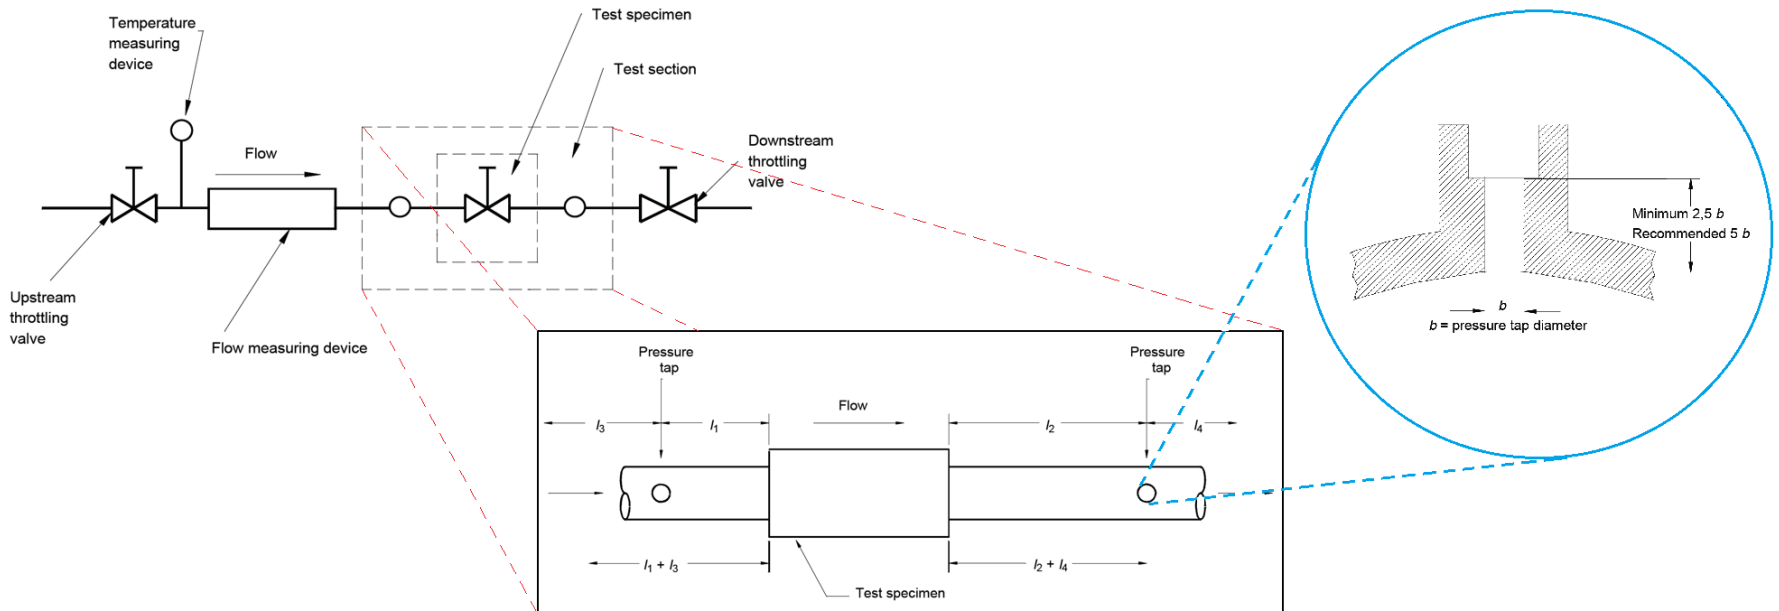 Temperature
measuring
device
Test specimen
Test section
Flow
Downstream
throttling
valve
Upstream
throttling
valve
Flow measuring device
Pressure
tap
Pressure
tap
Flow
l3
l1
l2
l4
l1 + l3
l2 + l4
Test specimen
Minimum 2,5 b
Recommended 5 b
b
b = pressure tap diameter